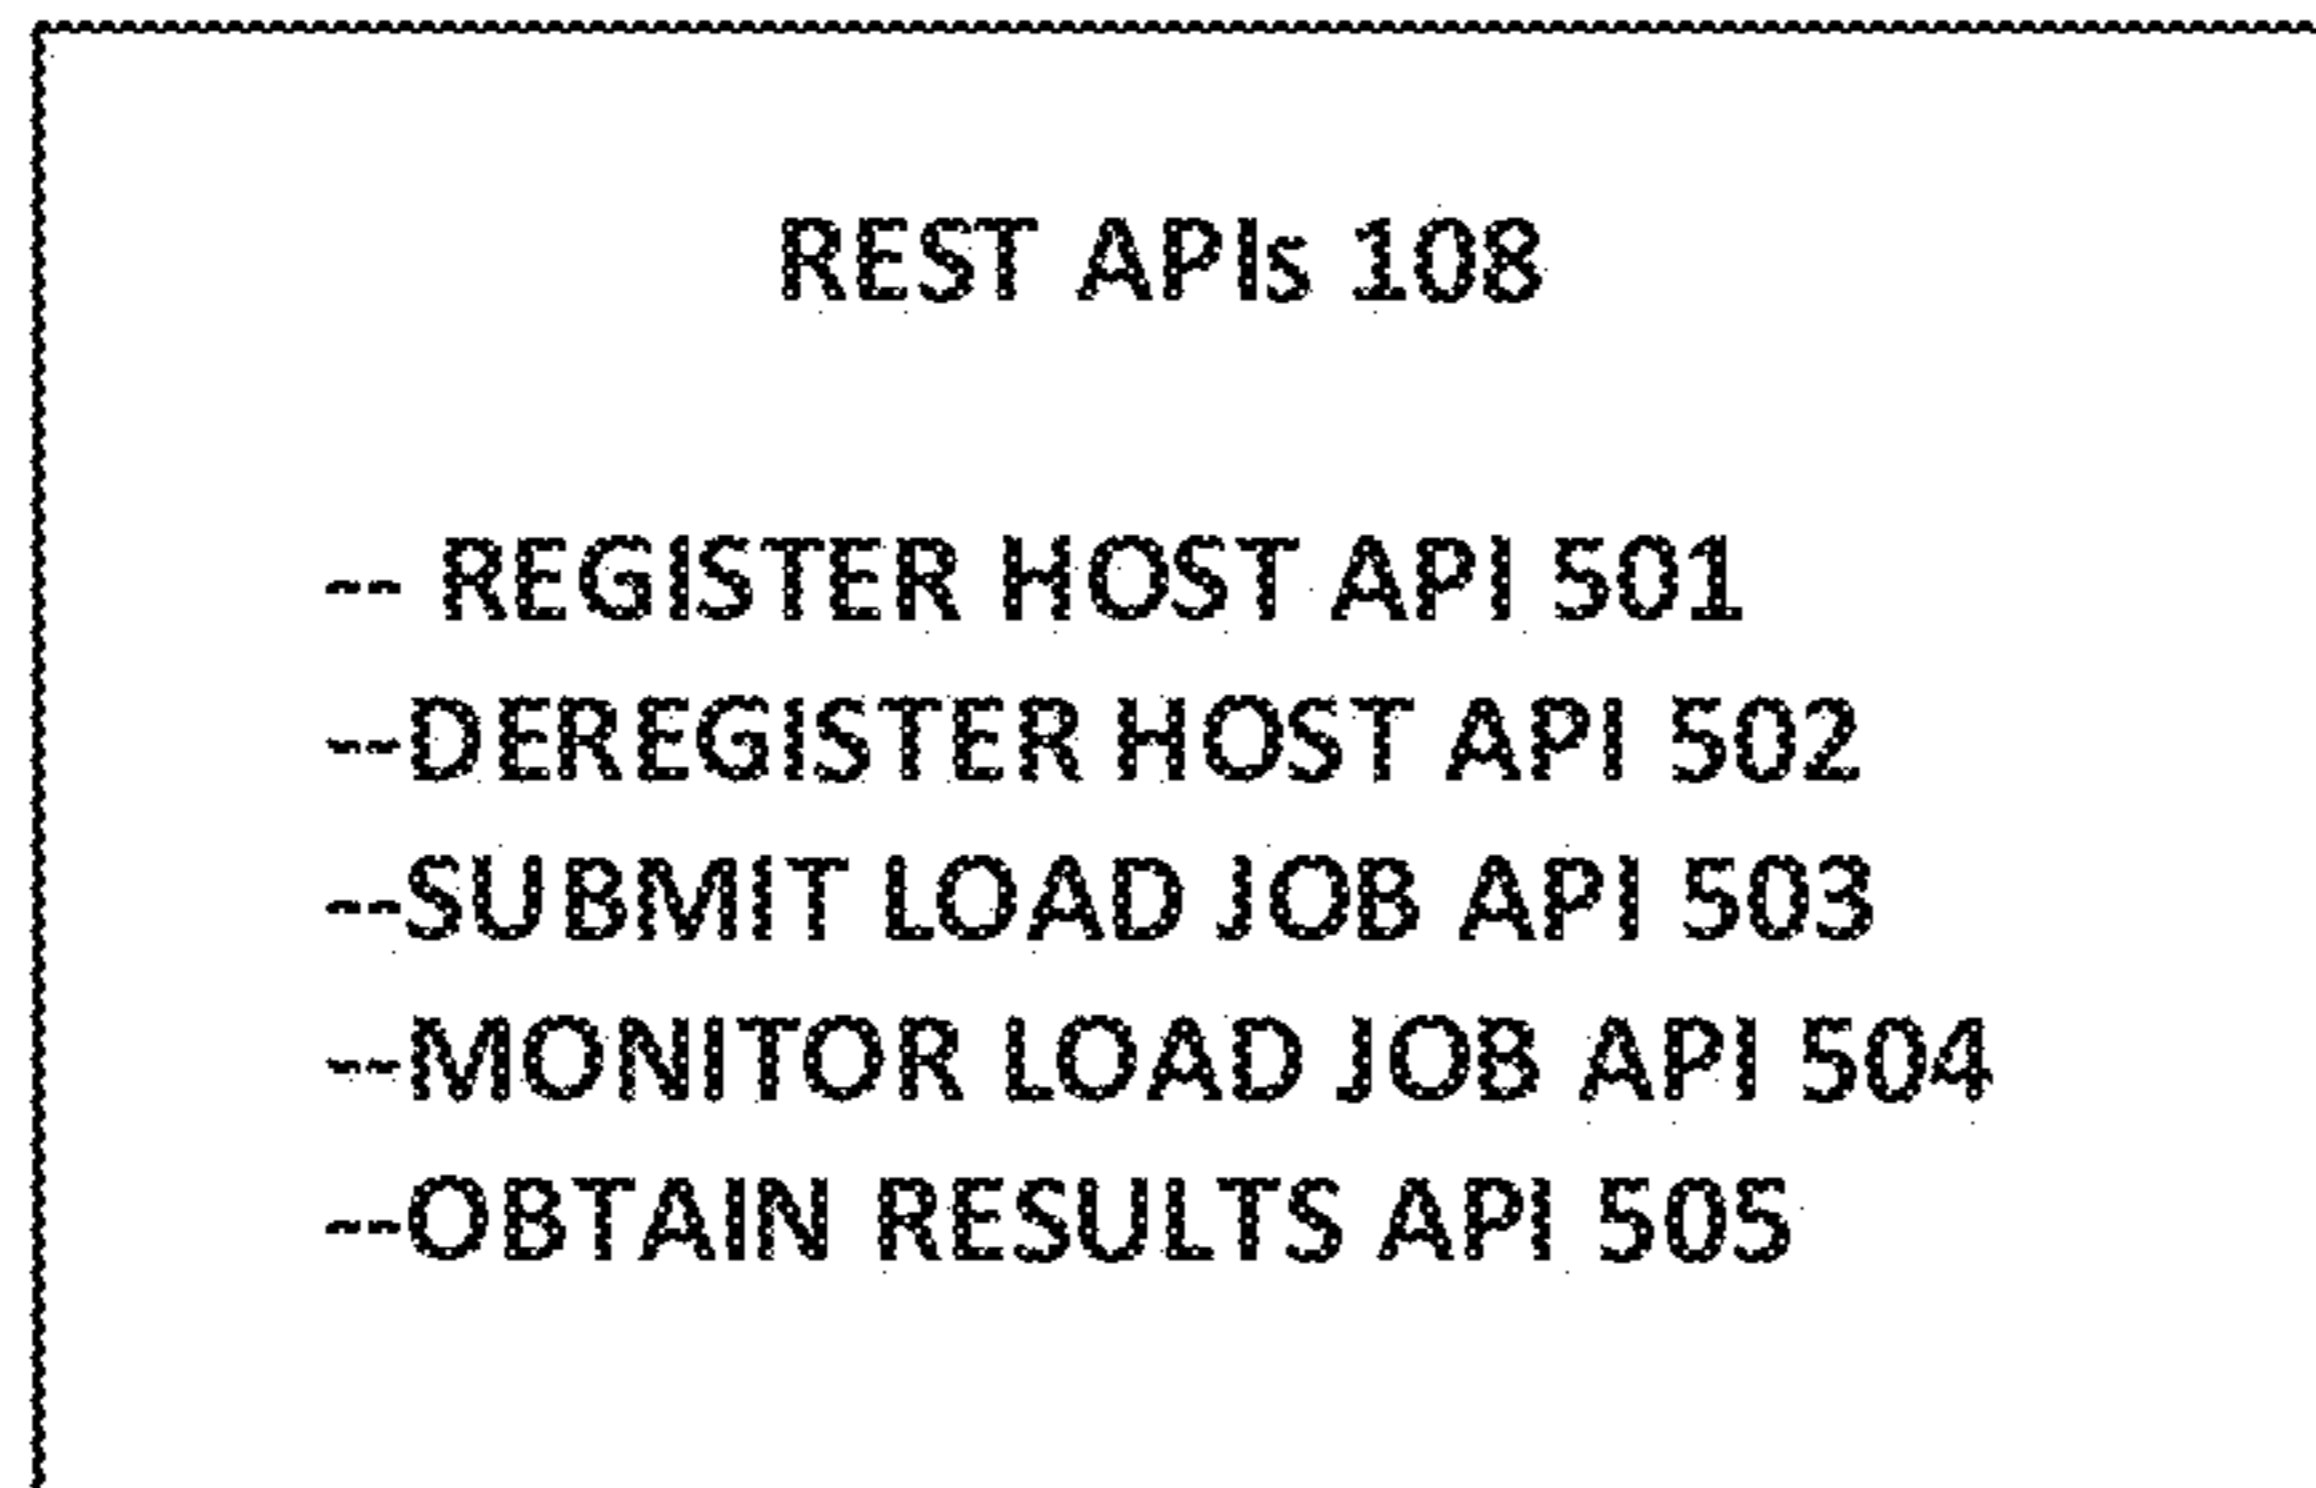 REST APIs 108
-- REGISTER HOST API 501
--DEREGISTER HOST API 502
--SUBMIT LOAD JOB API 503
--MONITOR LOAD JOB API 504
--OBTAIN RESULTS API 505